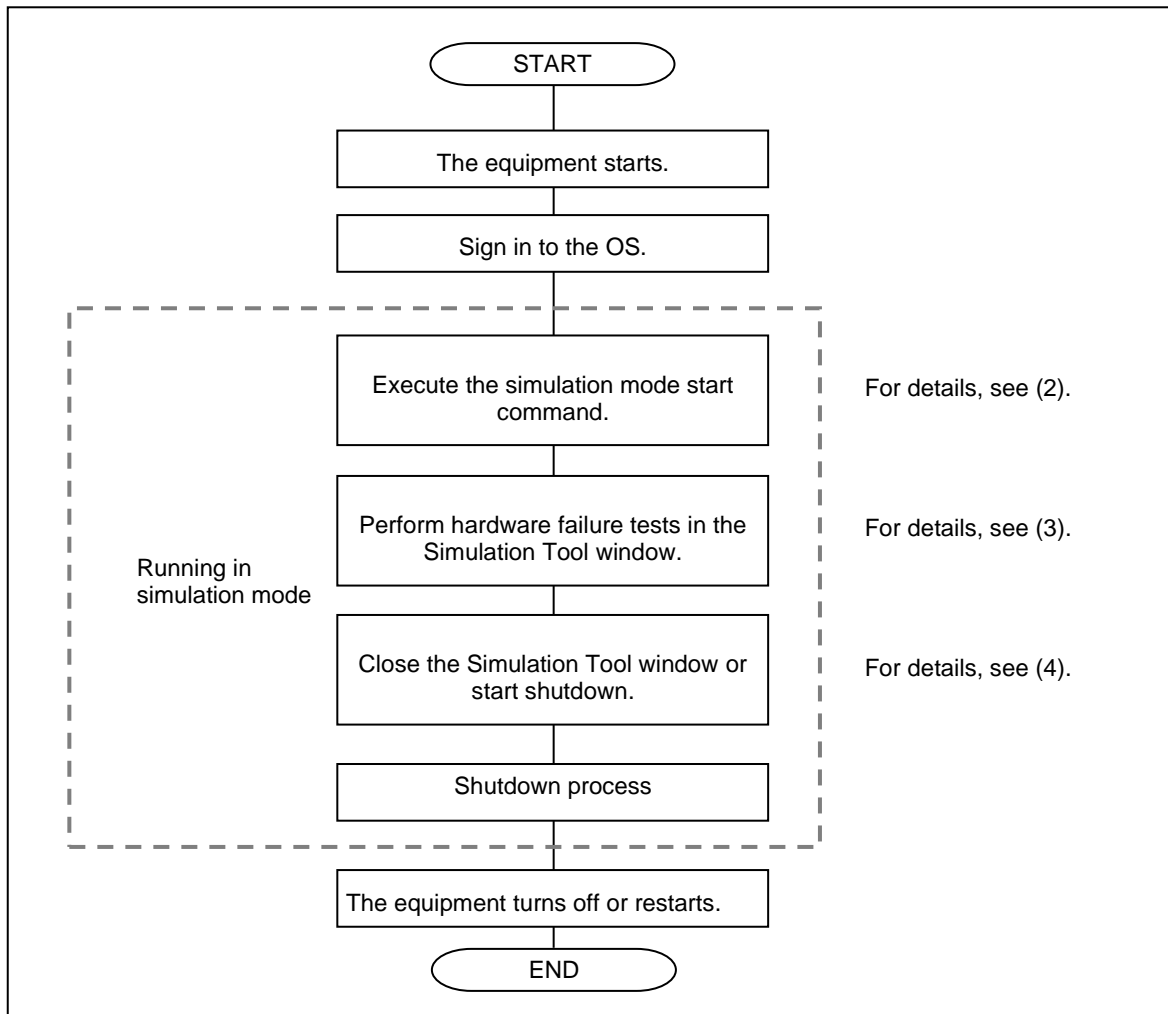 START
The equipment starts.
Sign in to the OS.
Execute the simulation mode start
command.
For details, see (2).
Perform hardware failure tests in the
Simulation Tool window.
For details, see (3).
Running in
simulation mode
Close the Simulation Tool window or
start shutdown.
For details, see (4).
Shutdown process
The equipment turns off or restarts.
END